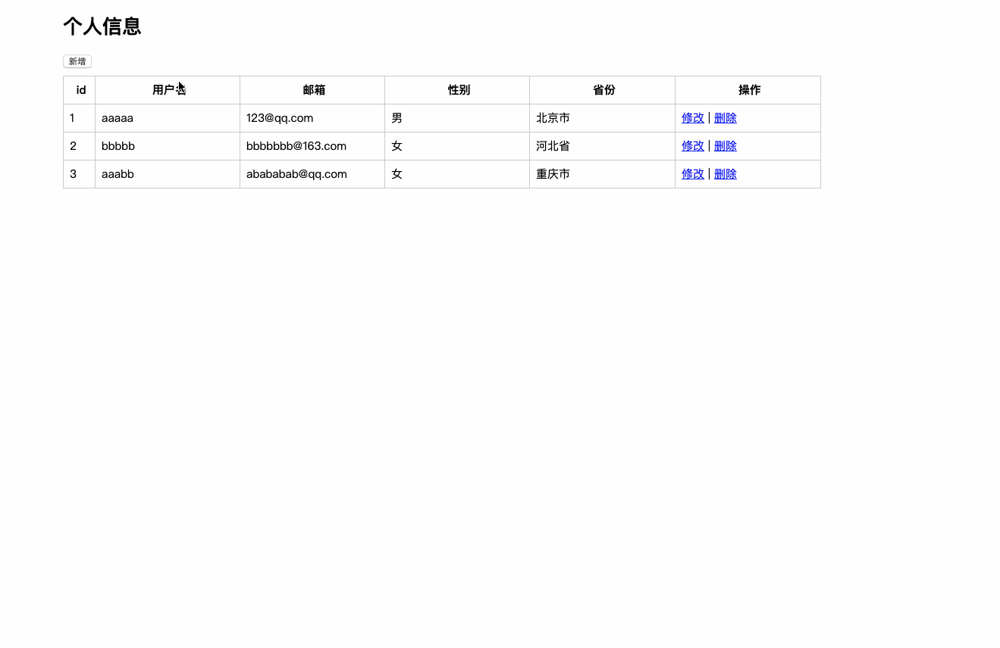 个人信息
新增
id 用户名 邮箱 性别 省份 操作
1 aaaaa 123@qq.com 男 北京市 修改 | 删除
2 bbbbb bbbbbbb@163.com 女 河北省 修改 | 删除
3 aaabb abababab@qq.com 女 重庆市 修改 | 删除